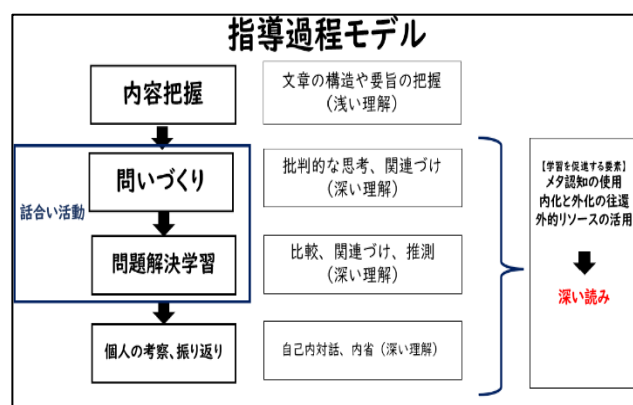 指導過程モデル
内容把握
文章の構造や要旨の把握
(浅い理解)
話合い活動
問いづくり
批判的な思考、関連づけ
(深い理解)
問題解決学習
比較、関連づけ、推測
(深い理解)
個人の考察、振り返り
自己内対話、内省(深い理解)
【学習を促進する要素】
メタ認知の使用
内化と外化の往還
外的リソースの活用
深い読み